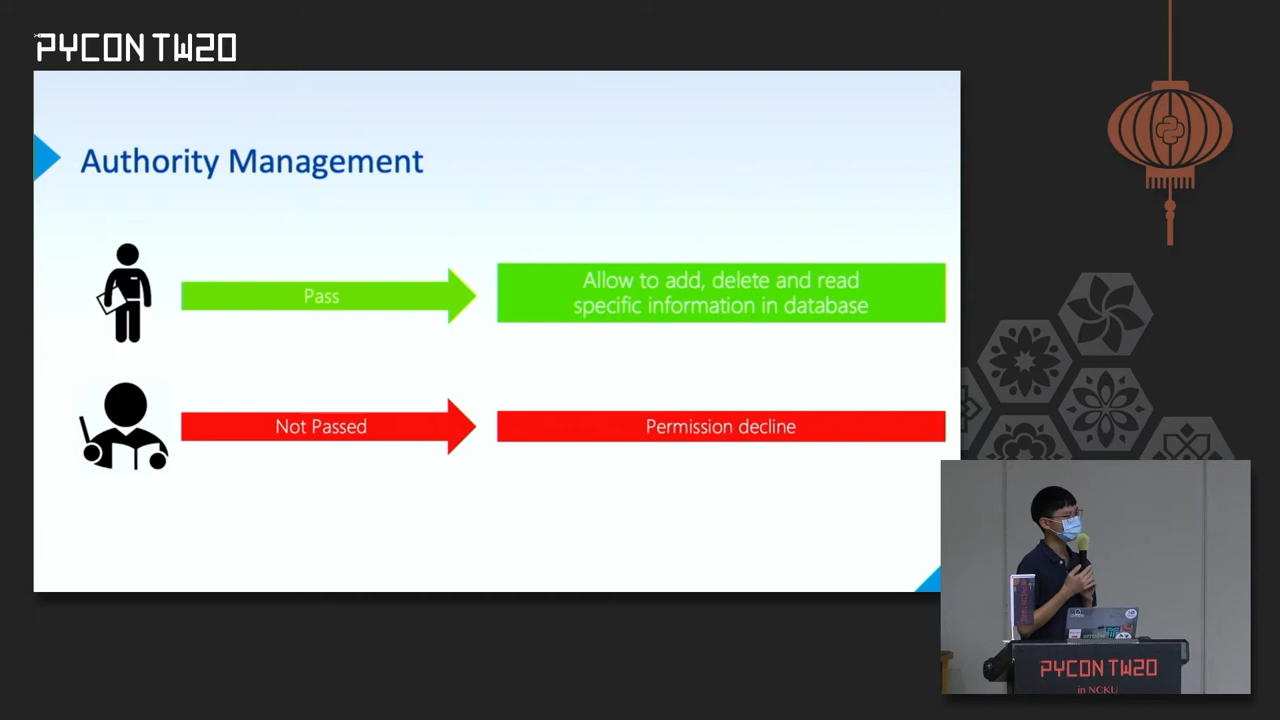 PYCON TW20
Authority Management
Pass
Allow to add, delete and read
specific information in database
Not Passed
Permission decline
PYCON TW20
in NCKU